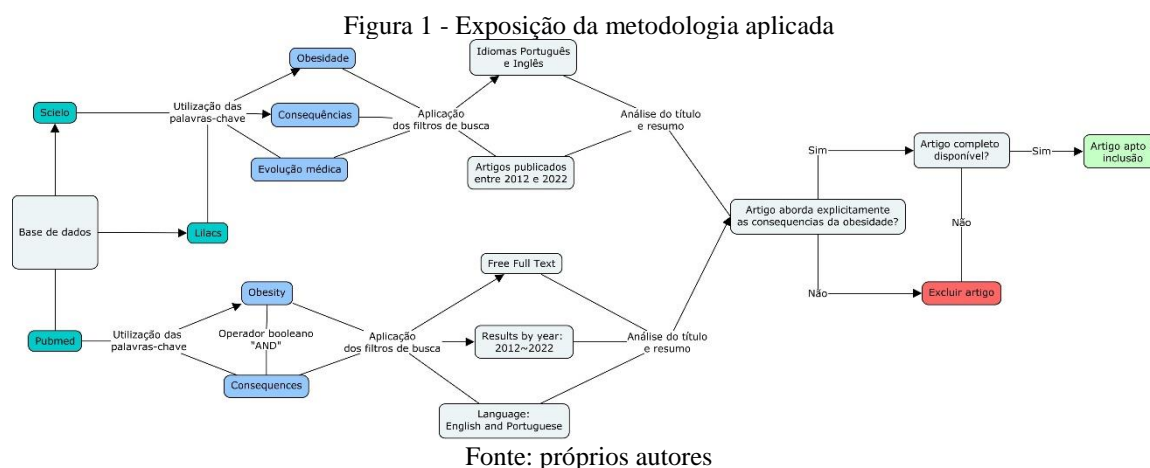 Figura 1 - Exposição da metodologia aplicada
Base de dados
Scielo
Lilacs
Utilização das
palavras-chave
Obesidade
Consequências
Evolução médica
Aplicação
dos filtros de busca
Idiomas Português
e Inglês
Artigos publicados
entre 2012 e 2022
Análise do título
e resumo
Pubmed
Utilização das
palavras-chave
Obesity
Operador booleano
"AND"
Consequences
Aplicação
dos filtros de busca
Free Full Text
Results by year:
2012~2022
Language:
English and Portuguese
Análise do título
e resumo
Artigo aborda explicitamente
as consequencias da obesidade?
Sim
Não
Artigo completo
disponível?
Sim
Não
Artigo apto
inclusão
Excluir artigo
Fonte: próprios autores